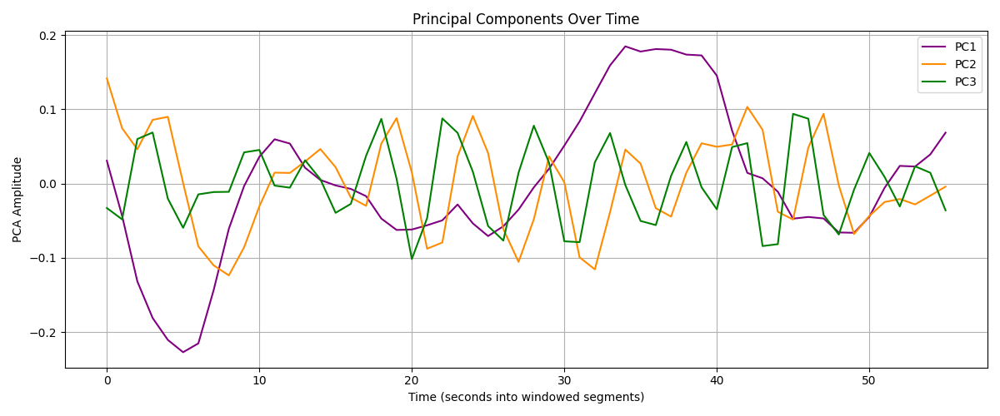 Principal Components Over Time
PC1
PC2
PC3
PCA Amplitude
0.2
0.1
0.0
−0.1
−0.2
0 10 20 30 40 50
Time (seconds into windowed segments)